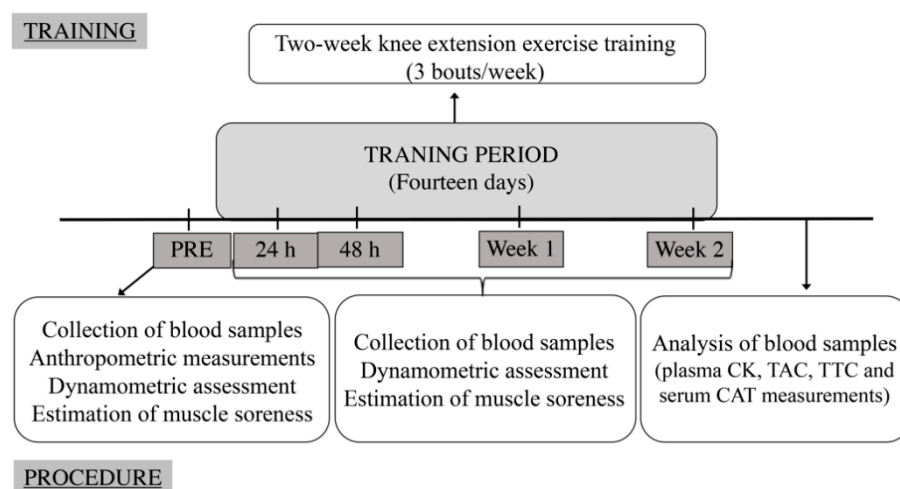 TRAINING
Two-week knee extension exercise training
(3 bouts/week)
TRANING PERIOD
(Fourteen days)
PRE
24 h
48 h
Week 1
Week 2
Collection of blood samples
Anthropometric measurements
Dynamometric assessment
Estimation of muscle soreness
Collection of blood samples
Dynamometric assessment
Estimation of muscle soreness
Analysis of blood samples
(plasma CK, TAC, TTC and
serum CAT measurements)
PROCEDURE